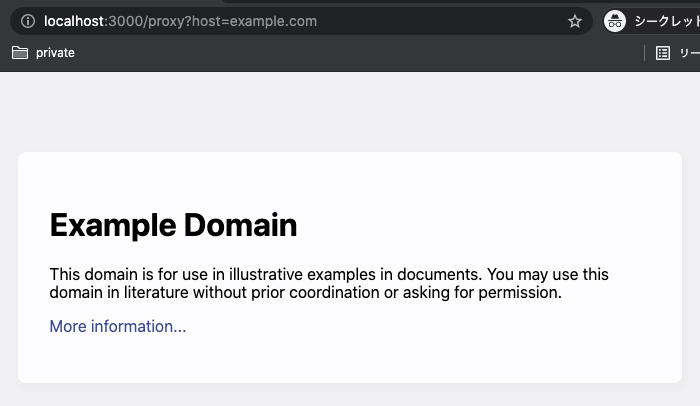 localhost:3000/proxy?host=example.com
シークレット
private
リー
Example Domain
This domain is for use in illustrative examples in documents. You may use this
domain in literature without prior coordination or asking for permission.
More information...